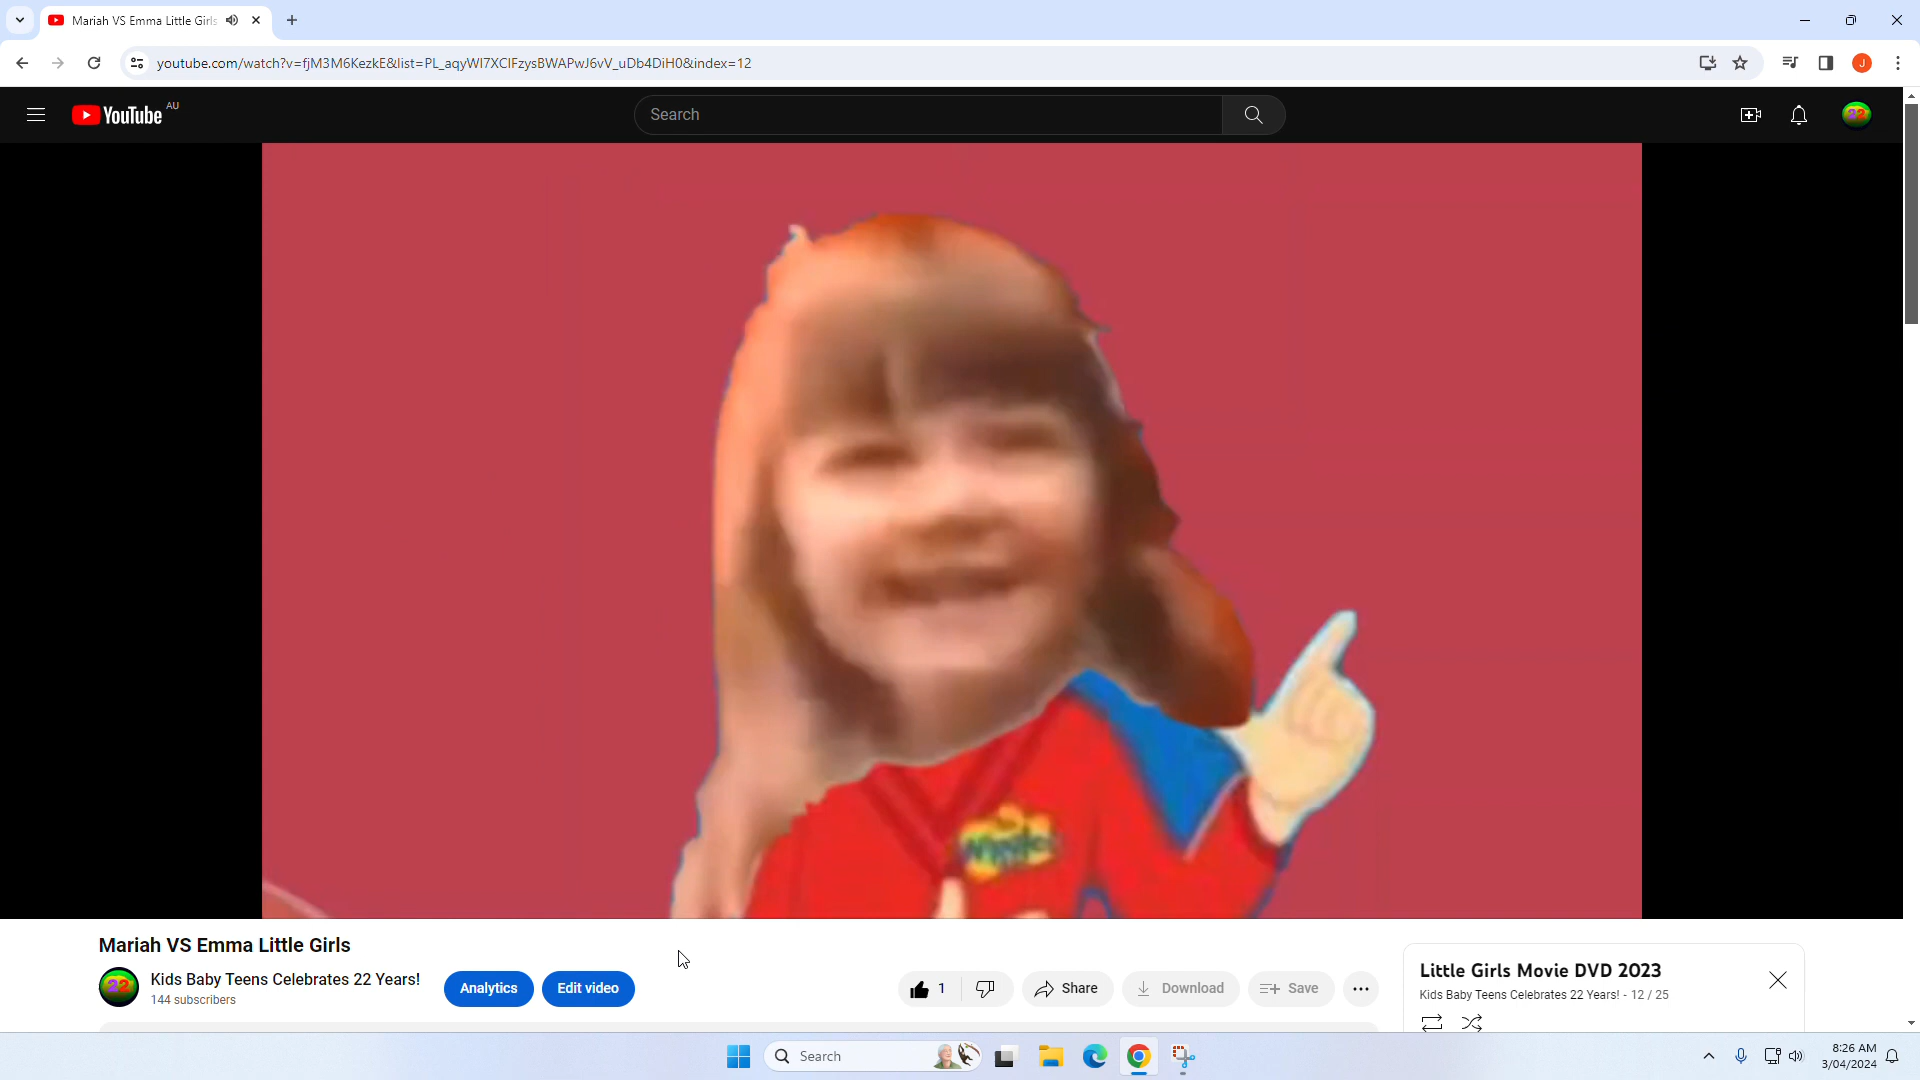 Mariah VS Emma Little Girls
youtube.com/watch?v=fjM3M6KezkE&list=PL_aqyWI7XCIFzysBWAPwJ6vV_uDb4DiH0&index=12
J
YouTube AU
Search
22
Mariah VS Emma Little Girls
22
Kids Baby Teens Celebrates 22 Years!
144 subscribers
Analytics
Edit video
1
Share
Download
Save
Little Girls Movie DVD 2023
Kids Baby Teens Celebrates 22 Years! - 12 / 25
Search
8:26 AM
3/04/2024